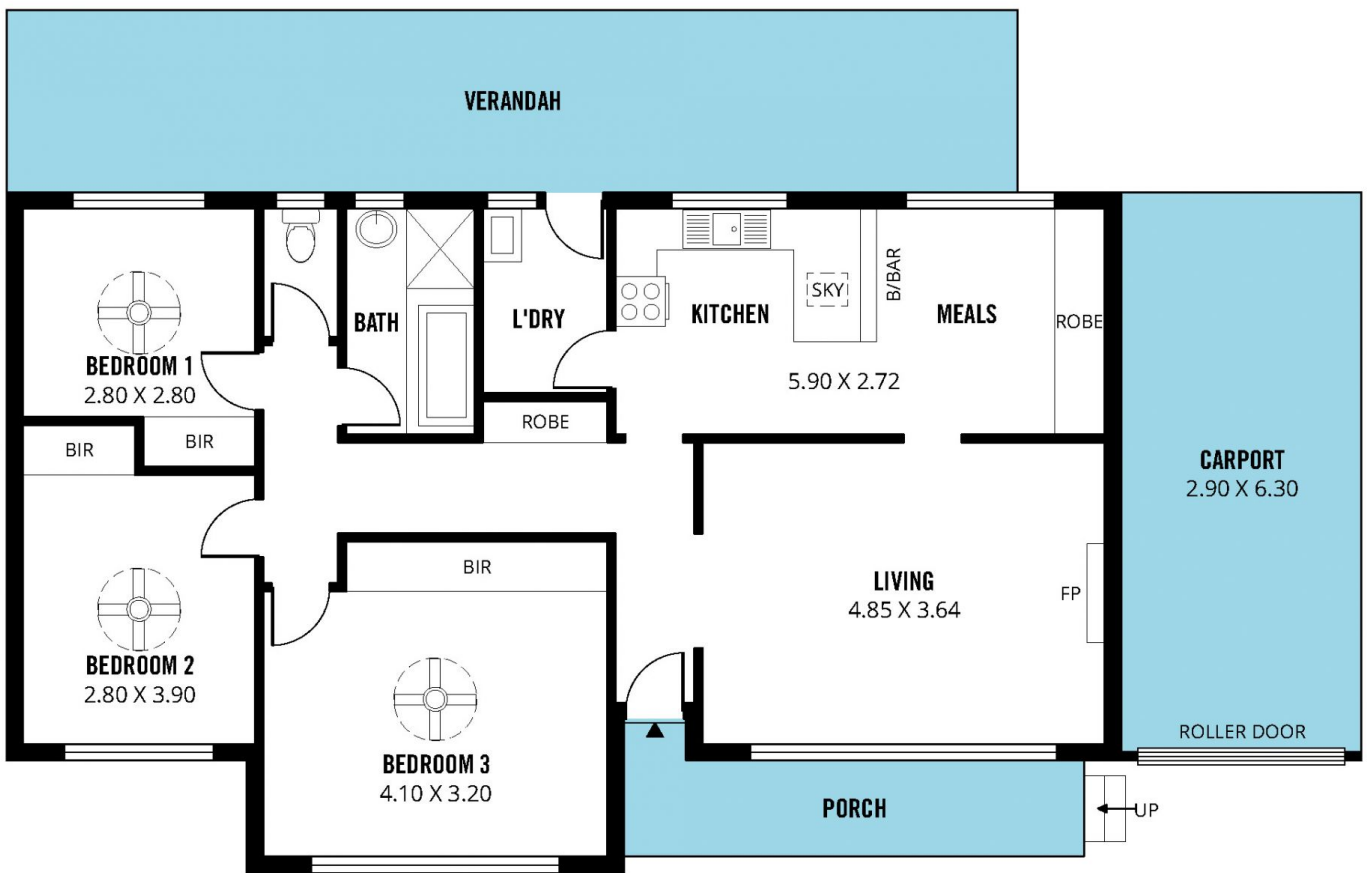 VERANDAH
BATH
L'DRY
KITCHEN
SKY
B/BAR
MEALS
ROBE
5.90 X 2.72
BEDROOM 1
2.80 X 2.80
BIR
BIR
ROBE
CARPORT
2.90 X 6.30
BIR
LIVING
4.85 X 3.64
FP
BEDROOM 2
2.80 X 3.90
BEDROOM 3
4.10 X 3.20
ROLLER DOOR
PORCH
UP